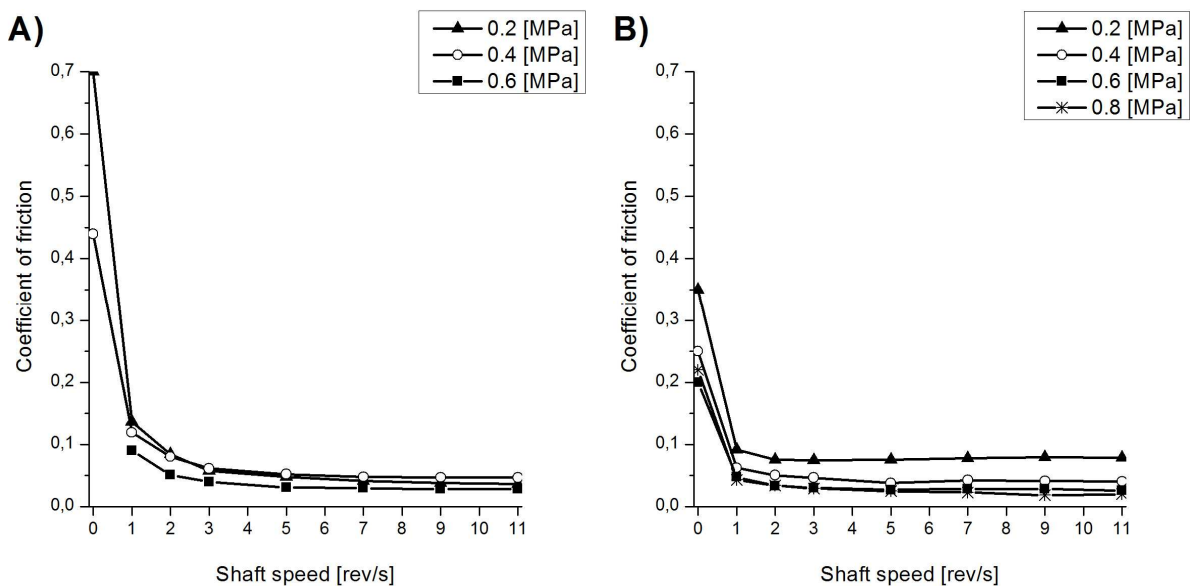 A)
0.2 [MPa]
0.4 [MPa]
0.6 [MPa]
0,7
0,6
0,5
0,4
0,3
0,2
0,1
0,0
Coefficient of friction
0 1 2 3 4 5 6 7 8 9 10 11
Shaft speed [rev/s]
B)
0.2 [MPa]
0.4 [MPa]
0.6 [MPa]
0.8 [MPa]
0,7
0,6
0,5
0,4
0,3
0,2
0,1
0,0
Coefficient of friction
0 1 2 3 4 5 6 7 8 9 10 11
Shaft speed [rev/s]